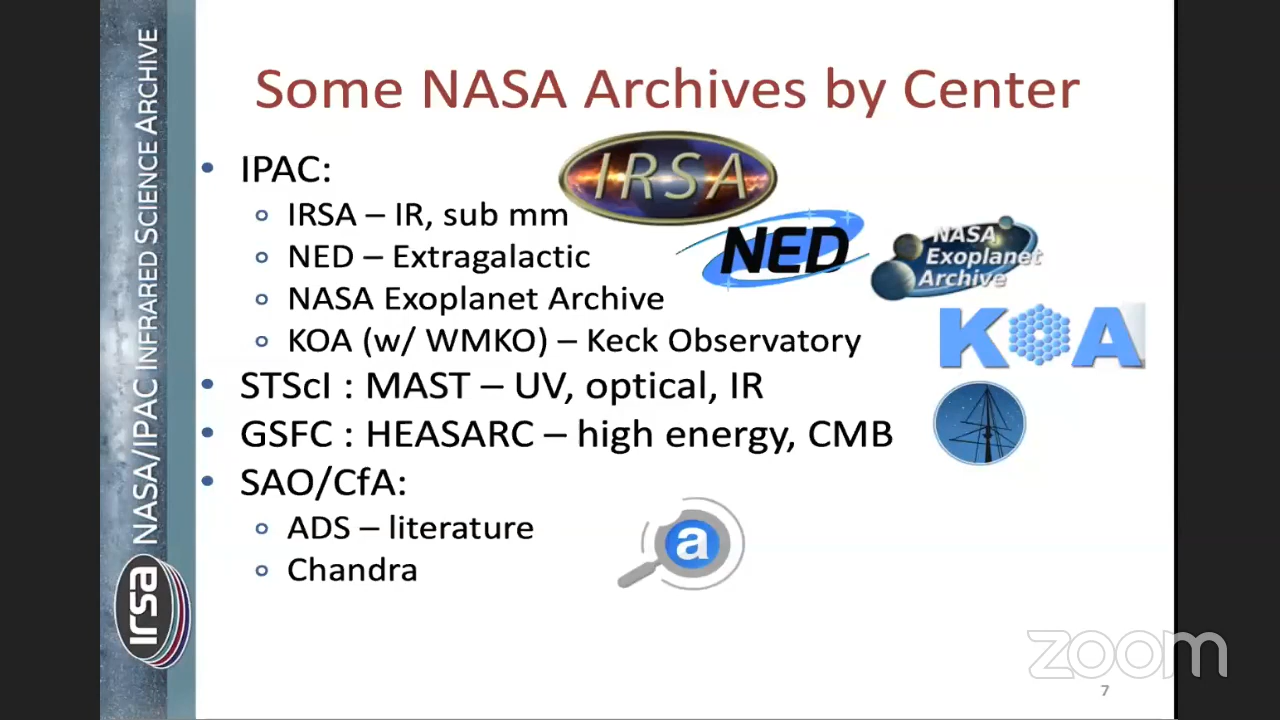 Some NASA Archives by Center
• IPAC:
IRSA
o IRSA – IR, sub mm
NED
o NED – Extragalactic
NASA
Exoplanet
Archive
o NASA Exoplanet Archive
KOA
o KOA (w/ WMKO) – Keck Observatory
• STScI : MAST – UV, optical, IR
• GSFC : HEASARC – high energy, CMB
• SAO/CfA:
o ADS – literature
a
o Chandra
NASA/IPAC INFRARED SCIENCE ARCHIVE
irsa
zoom
7